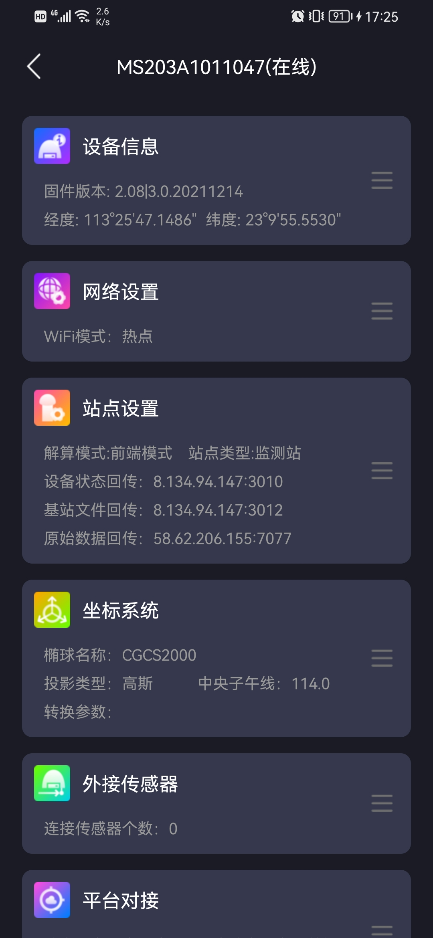 HD 4G 2.6 K/s 91 17:25
MS203A1011047(在线)
设备信息
固件版本: 2.08|3.0.20211214
经度: 113°25'47.1486" 纬度: 23°9'55.5530"
网络设置
WiFi模式: 热点
站点设置
解算模式:前端模式 站点类型:监测站
设备状态回传: 8.134.94.147:3010
基站文件回传: 8.134.94.147:3012
原始数据回传: 58.62.206.155:7077
坐标系统
椭球名称: CGCS2000
投影类型: 高斯 中央子午线: 114.0
转换参数:
外接传感器
连接传感器个数: 0
平台对接